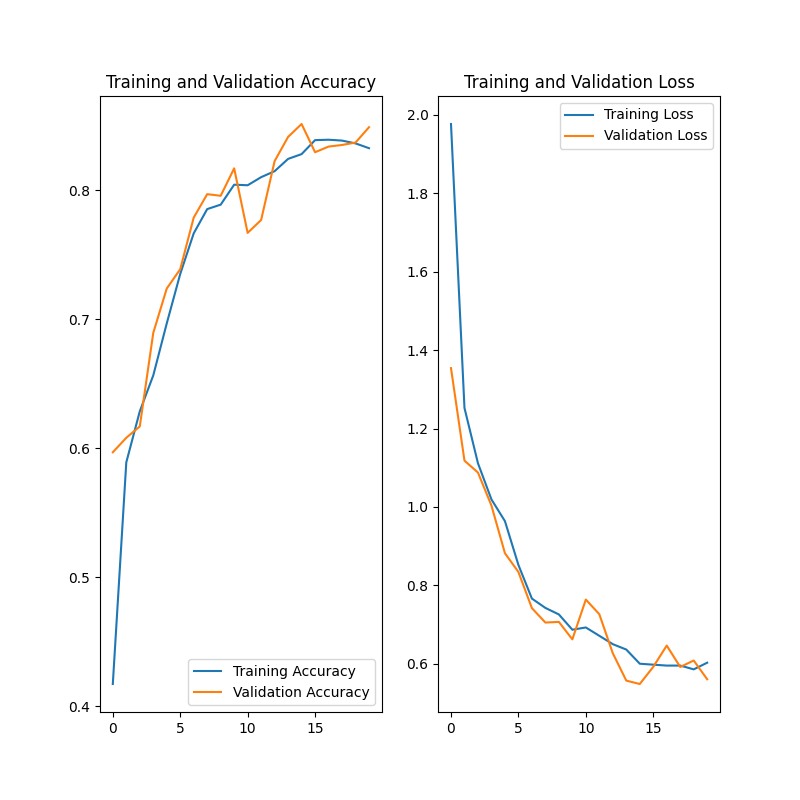 Training and Validation Accuracy
0.8
0.7
0.6
0.5
0.4
0 5 10 15
Training Accuracy
Validation Accuracy
Training and Validation Loss
2.0
1.8
1.6
1.4
1.2
1.0
0.8
0.6
0 5 10 15
Training Loss
Validation Loss